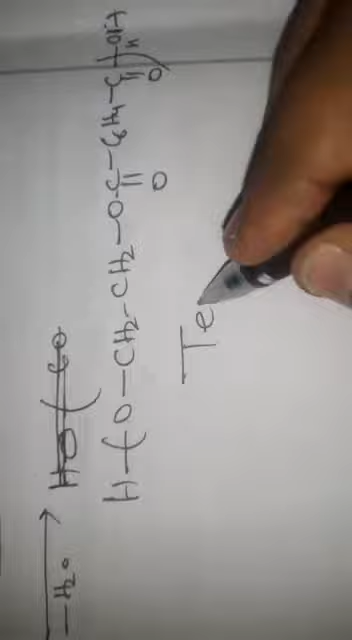 —H₂O→
H-(O-CH₂-CH₂-O-C-C₆H₄-C)-OH
|| ||
O O n
Te